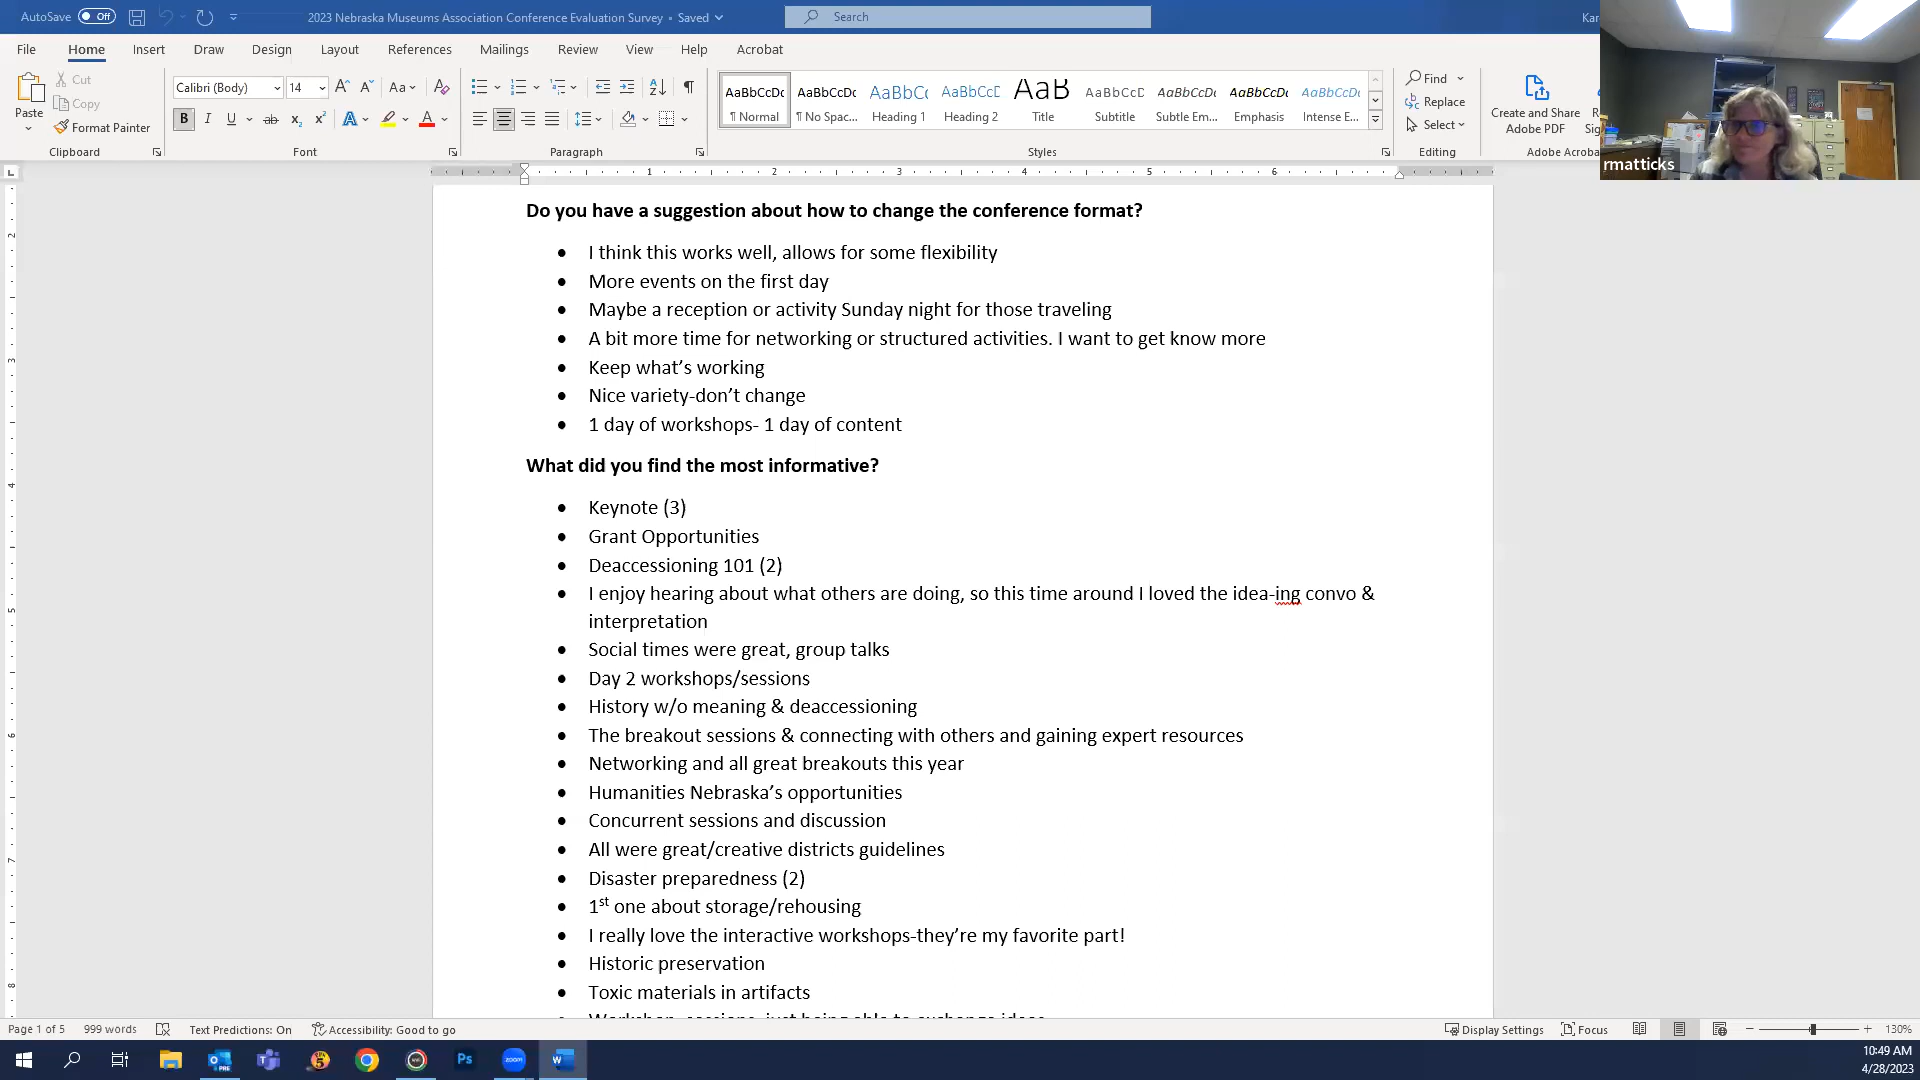 AutoSave Off 2023 Nebraska Museums Association Conference Evaluation Survey • Saved Search
File Home Insert Draw Design Layout References Mailings Review View Help Acrobat
Paste Cut Copy Format Painter
Calibri (Body) 14
AaBbCcDc AaBbCcDc AaBbCc AaBbCcD AaB AaBbCcD AaBbCcDc AaBbCcDc AaBbCcDc
¶ Normal ¶ No Spac... Heading 1 Heading 2 Title Subtitle Subtle Em... Emphasis Intense E...
Find
Replace
Select
Create and Share
Adobe PDF
Clipboard Font Paragraph Styles Editing Adobe Acroba
rmatticks
1 2 3 4 5 6
Do you have a suggestion about how to change the conference format?
• I think this works well, allows for some flexibility
• More events on the first day
• Maybe a reception or activity Sunday night for those traveling
• A bit more time for networking or structured activities. I want to get know more
• Keep what’s working
• Nice variety-don’t change
• 1 day of workshops- 1 day of content
What did you find the most informative?
• Keynote (3)
• Grant Opportunities
• Deaccessioning 101 (2)
• I enjoy hearing about what others are doing, so this time around I loved the idea-ing convo &
interpretation
• Social times were great, group talks
• Day 2 workshops/sessions
• History w/o meaning & deaccessioning
• The breakout sessions & connecting with others and gaining expert resources
• Networking and all great breakouts this year
• Humanities Nebraska’s opportunities
• Concurrent sessions and discussion
• All were great/creative districts guidelines
• Disaster preparedness (2)
• 1st one about storage/rehousing
• I really love the interactive workshops-they’re my favorite part!
• Historic preservation
• Toxic materials in artifacts
Page 1 of 5 999 words Text Predictions: On Accessibility: Good to go Display Settings Focus 130%
10:49 AM
4/28/2023